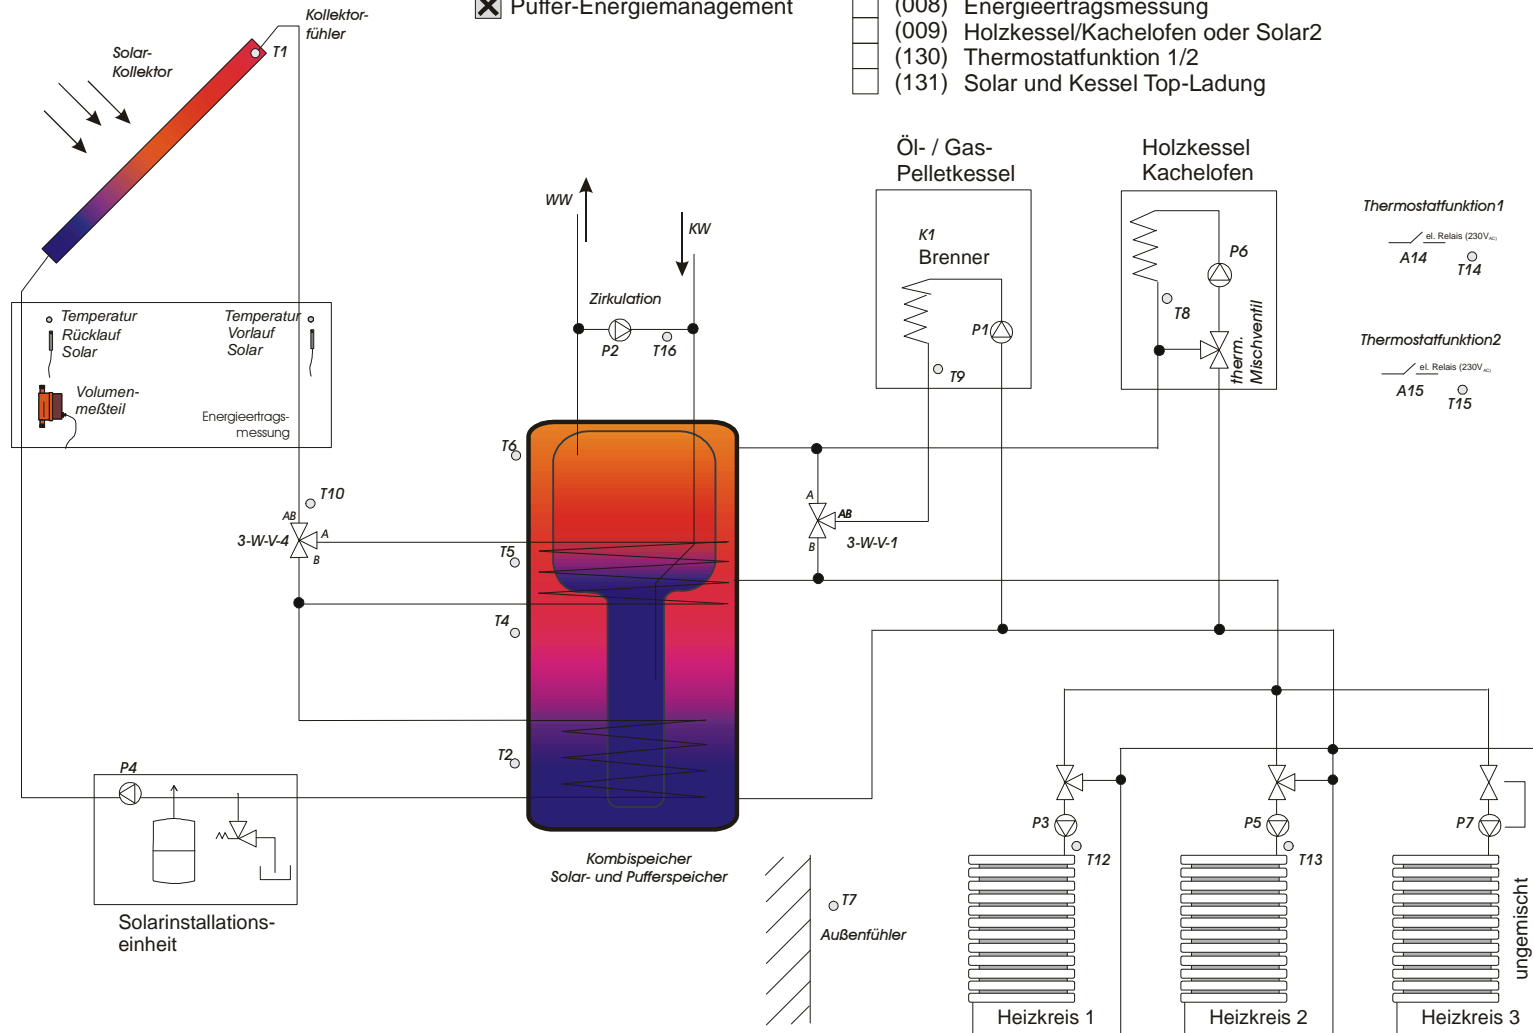 Puffer-Energiemanagement
(008) Energieertragsmessung
(009) Holzkessel/Kachelofen oder Solar2
(130) Thermostatfunktion 1/2
(131) Solar und Kessel Top-Ladung
Kollektor-
fühler
T1
Solar-
Kollektor
Öl- / Gas-
Pelletkessel
Holzkessel
Kachelofen
K1
Brenner
P1
T9
P6
T8
therm.
Mischventil
Thermostatfunktion1
el. Relais (230V AC)
A14
T14
Thermostatfunktion2
el. Relais (230V AC)
A15
T15
WW
KW
Zirkulation
P2
T16
Temperatur
Rücklauf
Solar
Temperatur
Vorlauf
Solar
Volumen-
meßteil
Energieertrags-
messung
T10
AB
A
B
3-W-V-4
T6
T5
T4
T2
A
AB
B
3-W-V-1
P4
Solarinstallations-
einheit
Kombispeicher
Solar- und Pufferspeicher
T7
Außenfühler
P3
T12
P5
T13
P7
ungemischt
Heizkreis 1
Heizkreis 2
Heizkreis 3